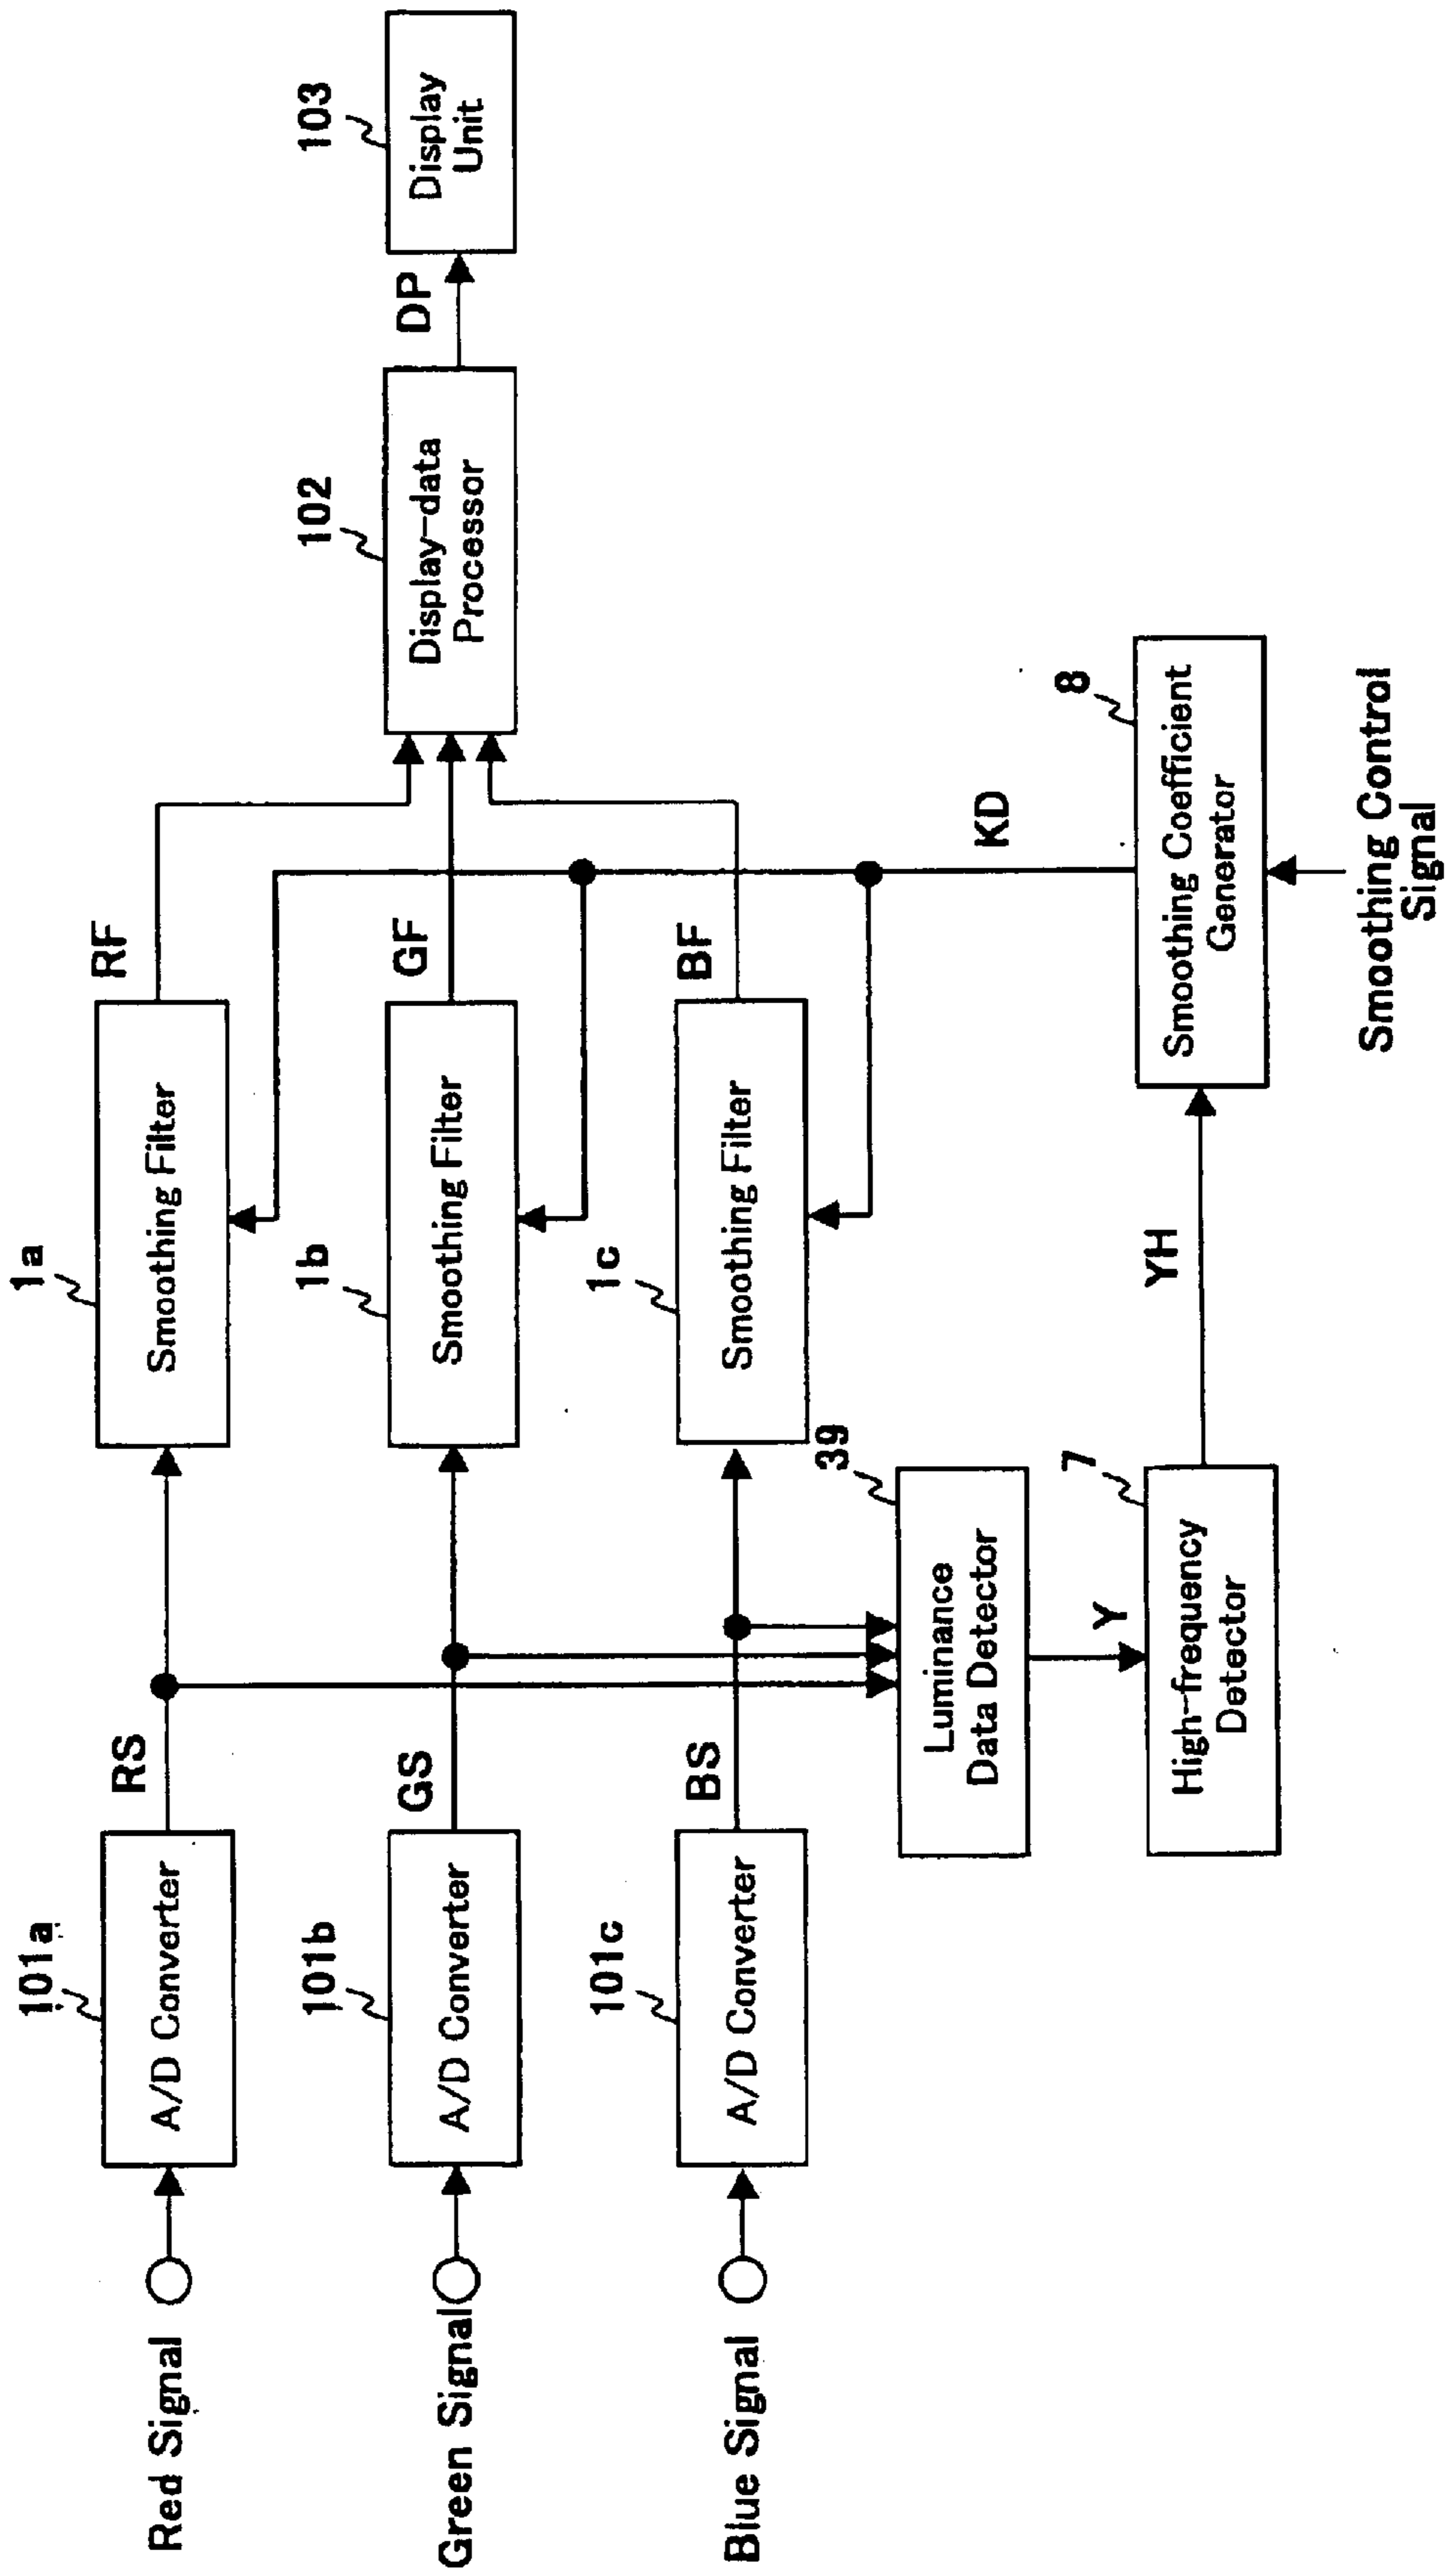 Red Signal
101a
A/D Converter
RS
1a
Smoothing Filter
RF
Green Signal
101b
A/D Converter
GS
1b
Smoothing Filter
GF
102
Display-data
Processor
DP
103
Display
Unit
Blue Signal
101c
A/D Converter
BS
1c
Smoothing Filter
BF
39
Luminance
Data Detector
Y
KD
7
High-frequency
Detector
YH
8
Smoothing Coefficient
Generator
Smoothing Control
Signal